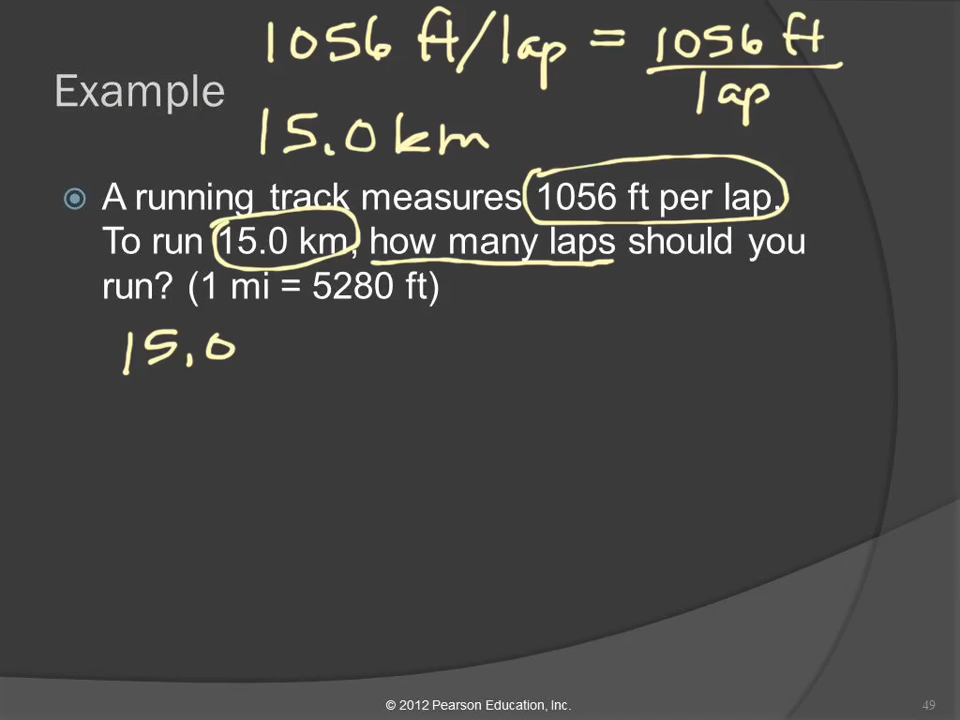 1056 ft/lap = 1056 ft
lap
Example
15.0 km
A running track measures 1056 ft per lap.
To run 15.0 km, how many laps should you
run? (1 mi = 5280 ft)
15.0
© 2012 Pearson Education, Inc.
49